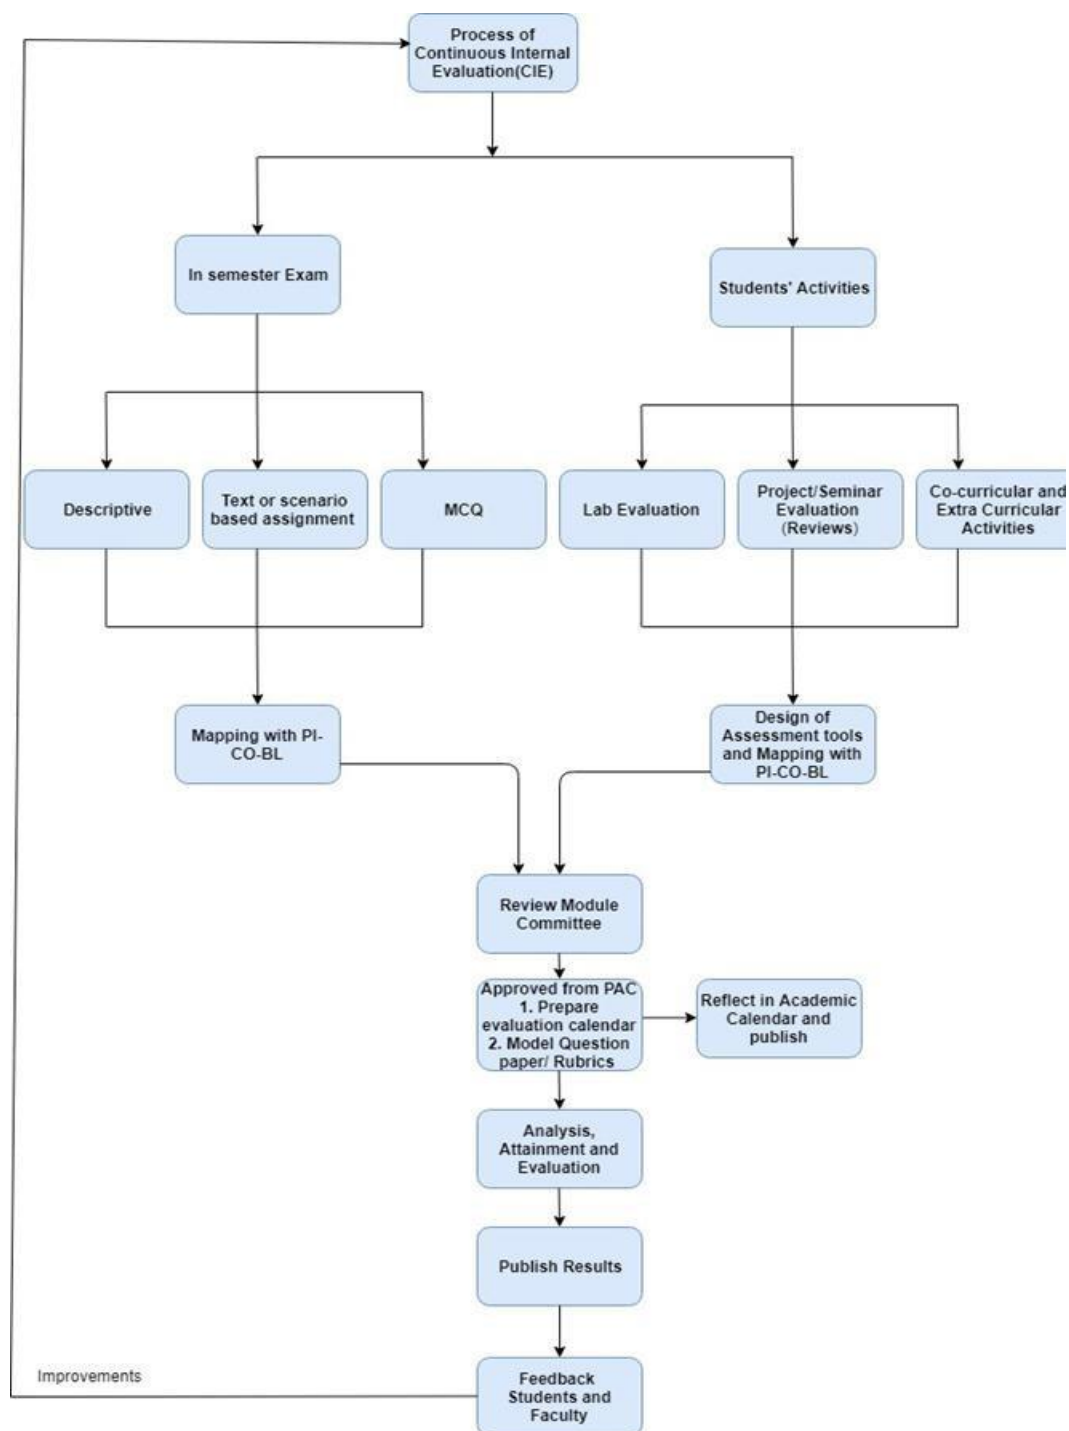 Process of
Continuous Internal
Evaluation(CIE)
In semester Exam
Students' Activities
Descriptive
Text or scenario
based assignment
MCQ
Lab Evaluation
Project/Seminar
Evaluation
(Reviews)
Co-curricular and
Extra Curricular
Activities
Mapping with PI-
CO-BL
Design of
Assessment tools
and Mapping with
PI-CO-BL
Review Module
Committee
Approved from PAC
1. Prepare
evaluation calendar
2. Model Question
paper/ Rubrics
Reflect in Academic
Calendar and
publish
Analysis,
Attainment and
Evaluation
Publish Results
Improvements
Feedback
Students and
Faculty